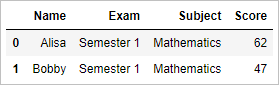 Name Exam Subject Score
0 Alisa Semester 1 Mathematics 62
1 Bobby Semester 1 Mathematics 47